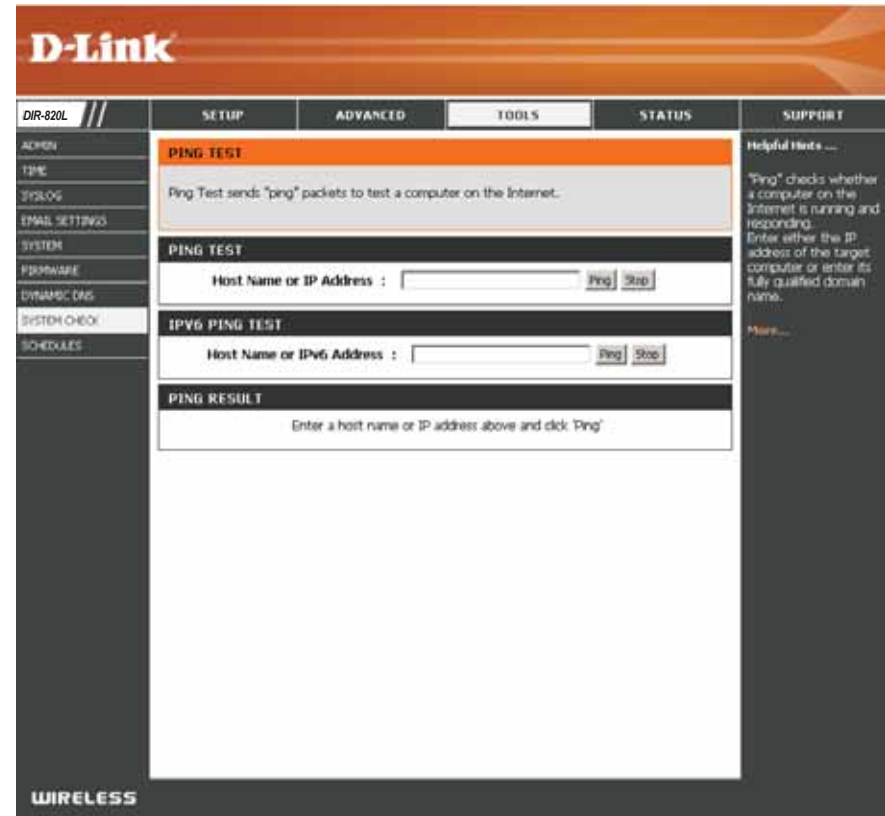 D-Link
DIR-820L
SETUP
ADVANCED
TOOLS
STATUS
SUPPORT
ADMIN
TIME
SYSLOG
EMAIL SETTINGS
SYSTEM
FIRMWARE
DYNAMIC DNS
SYSTEM CHECK
SCHEDULES
PING TEST
Ping Test sends "ping" packets to test a computer on the Internet.
PING TEST
Host Name or IP Address :
Ping
Stop
IPV6 PING TEST
Host Name or IPv6 Address :
Ping
Stop
PING RESULT
Enter a host name or IP address above and click 'Ping'
Helpful Hints ...
"Ping" checks whether
a computer on the
Internet is running and
responding.
Enter either the IP
address of the target
computer or enter its
fully qualified domain
name.
More...
WIRELESS